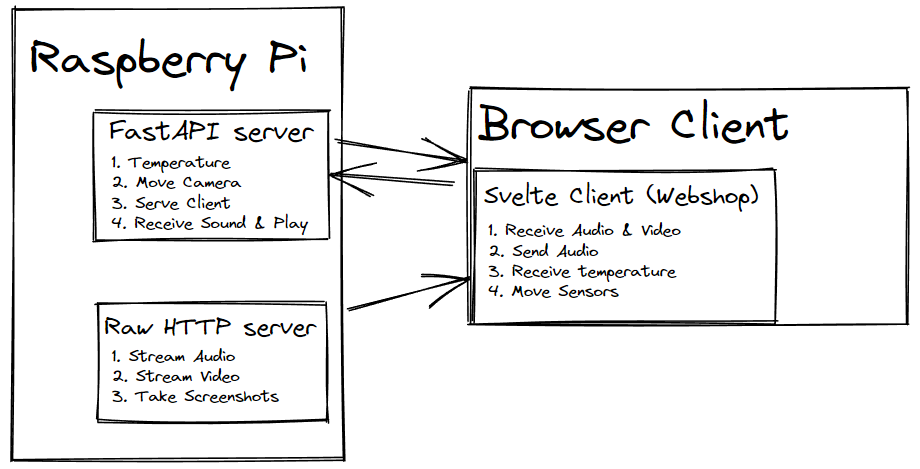 Raspberry Pi
FastAPI server
1. Temperature
2. Move Camera
3. Serve Client
4. Receive Sound & Play
Raw HTTP server
1. Stream Audio
2. Stream Video
3. Take Screenshots
Browser Client
Svelte Client (Webshop)
1. Receive Audio & Video
2. Send Audio
3. Receive temperature
4. Move Sensors